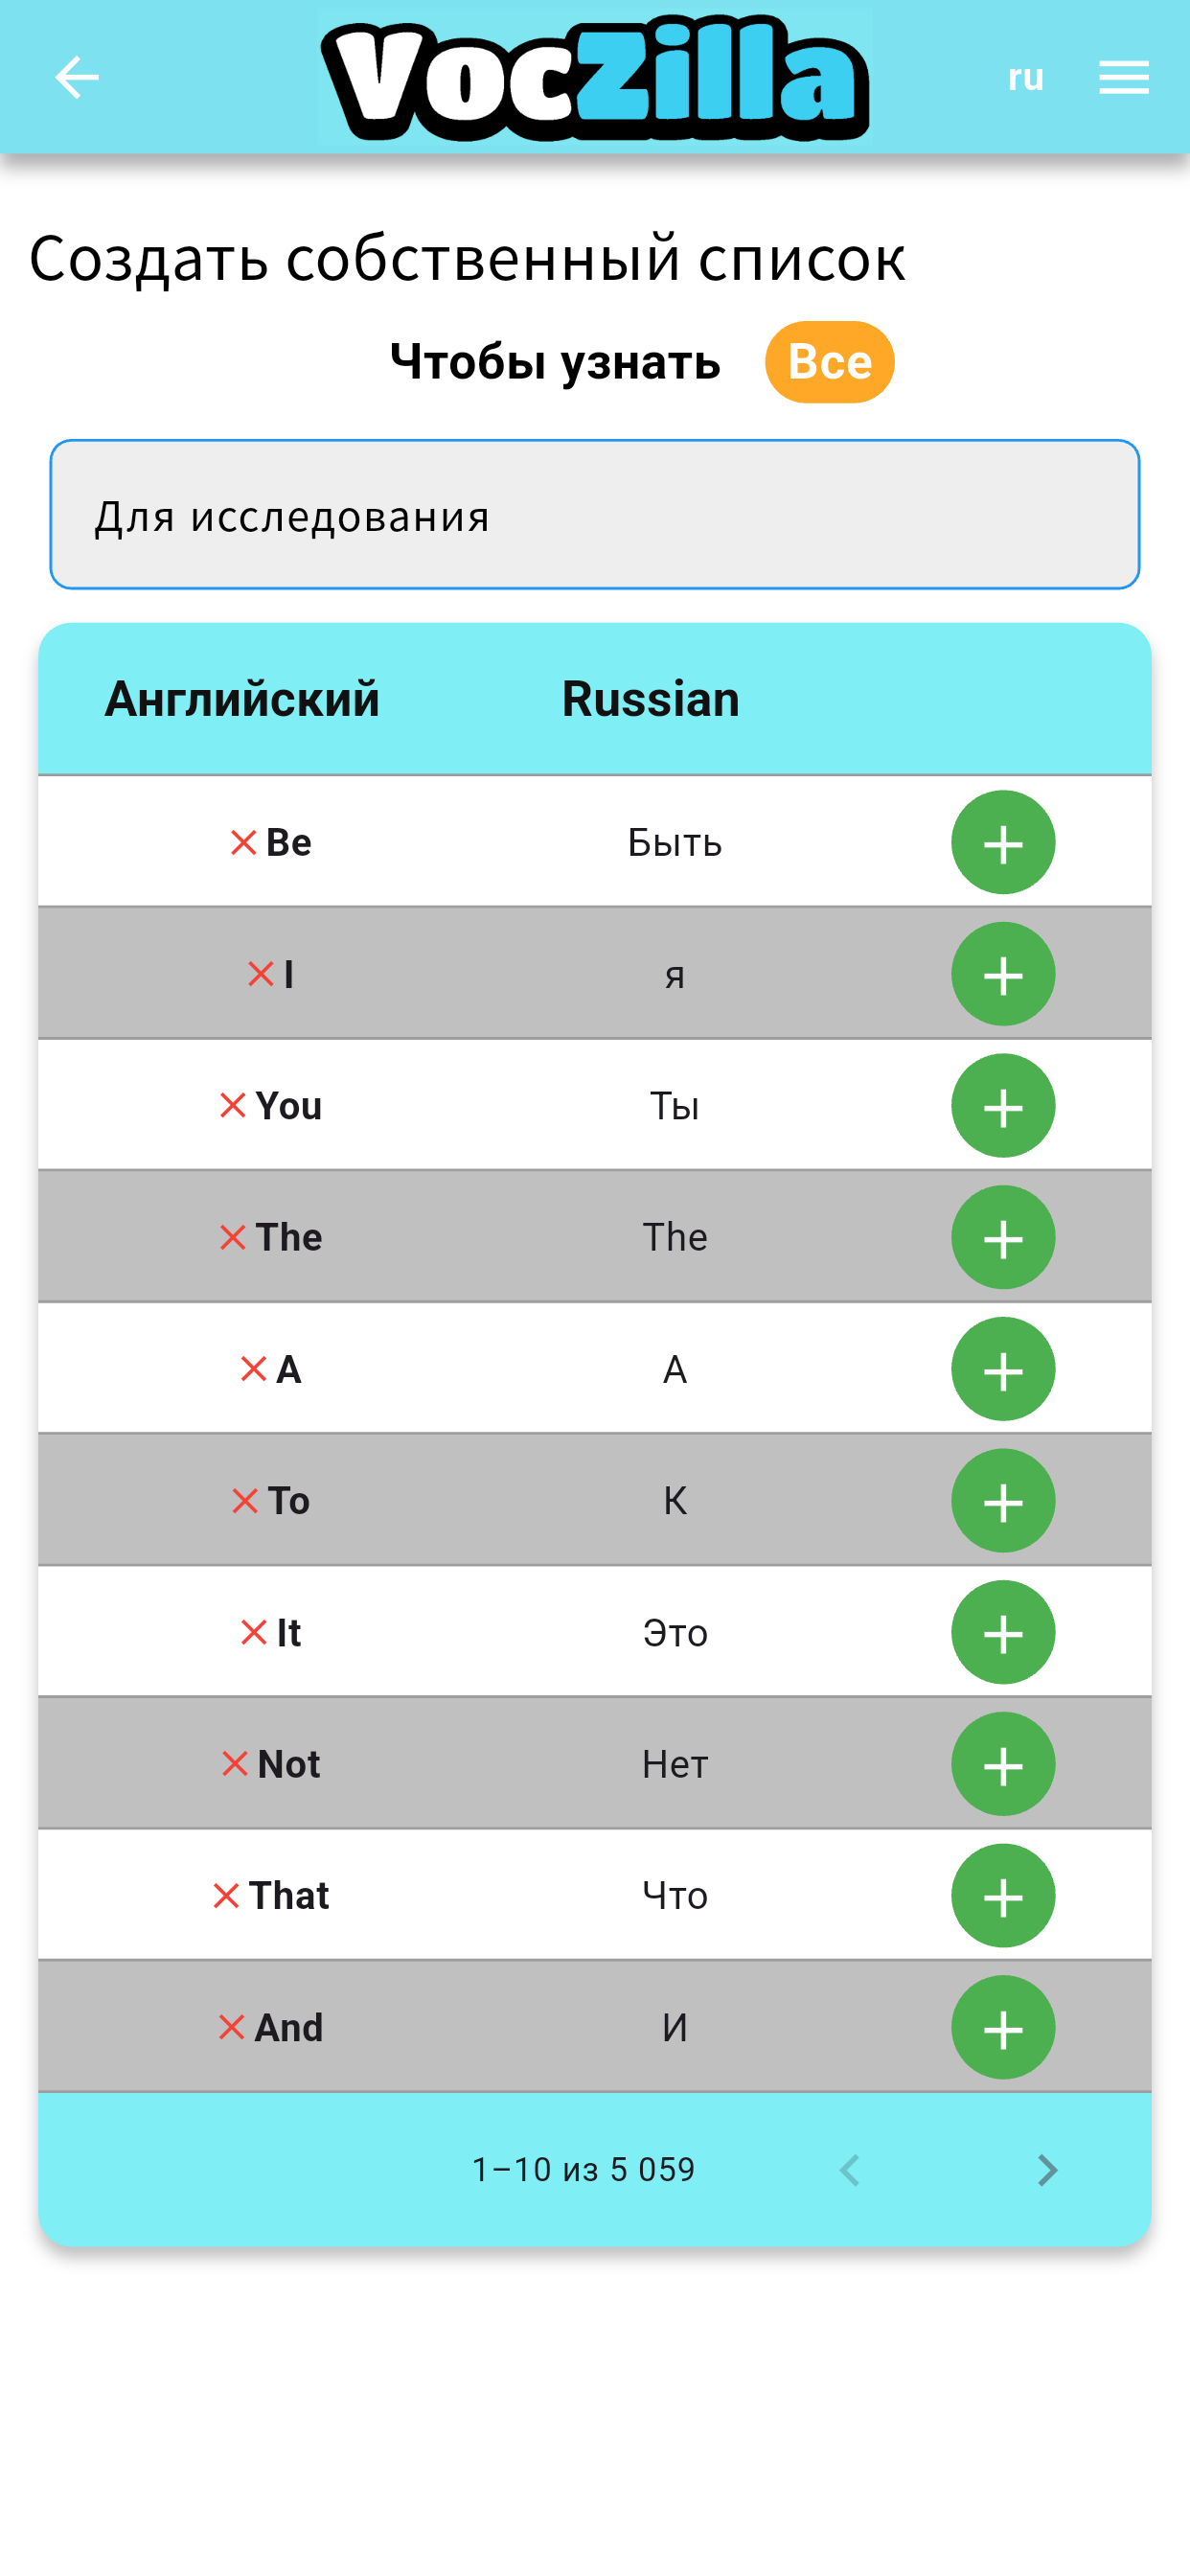 VocZilla
ru
Создать собственный список
Чтобы узнать Все
Для исследования
Английский Russian
Be Быть
I я
You Ты
The The
A А
To К
It Это
Not Нет
That Что
And И
1–10 из 5 059